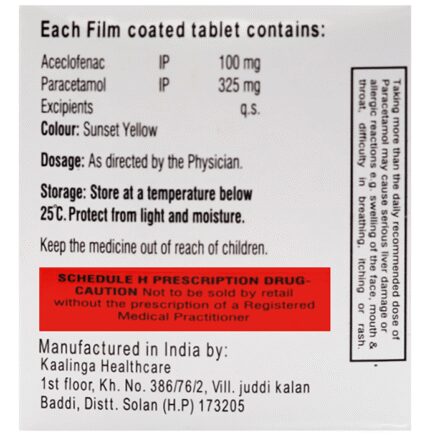 Each Film coated tablet contains:
Aceclofenac IP 100 mg
Paracetamol IP 325 mg
Excipients q.s.
Colour: Sunset Yellow
Dosage: As directed by the Physician.
Storage: Store at a temperature below
25°C. Protect from light and moisture.
Keep the medicine out of reach of children.
SCHEDULE H PRESCRIPTION DRUG-
CAUTION Not to be sold by retail
without the prescription of a Registered
Medical Practitioner
Manufactured in India by:
Kaalinga Healthcare
1st floor, Kh. No. 386/76/2, Vill. juddi kalan
Baddi, Distt. Solan (H.P) 173205
Taking more than the daily recommended dose of
Paracetamol may cause serious liver damage or
allergic reactions e.g. swelling of the face, mouth &
throat, difficulty in breathing, itching or rash.